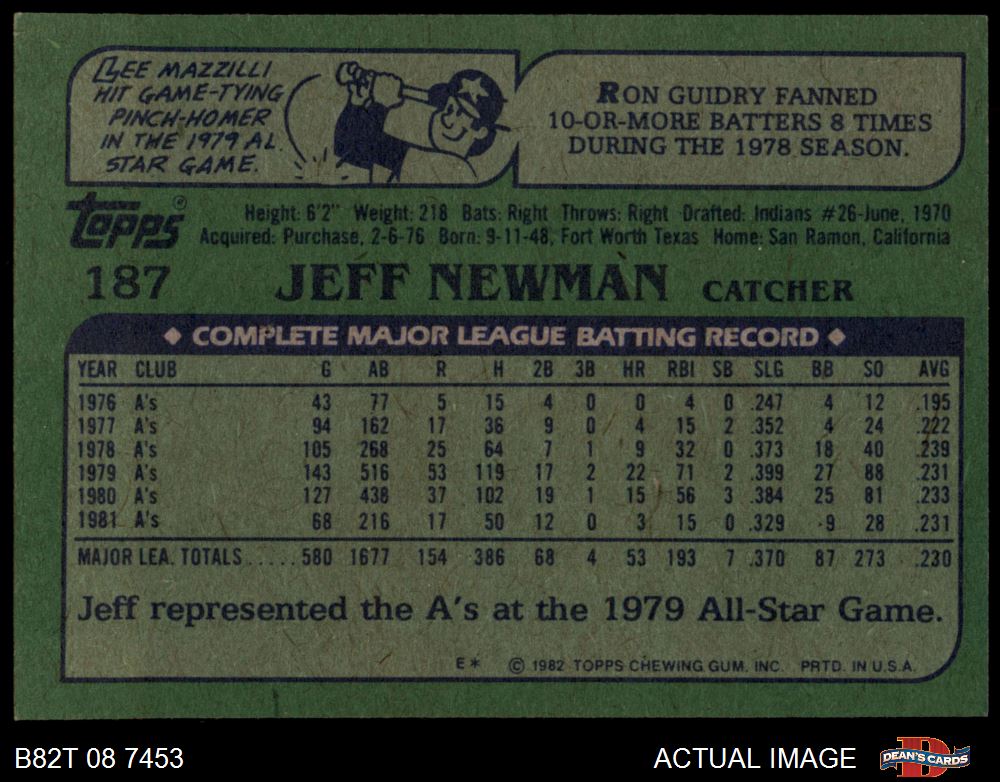 LEE MAZZILLI
HIT GAME-TYING
PINCH-HOMER
IN THE 1979 AL
STAR GAME.
RON GUIDRY FANNED
10-OR-MORE BATTERS 8 TIMES
DURING THE 1978 SEASON.
Topps ®
Height: 6'2" Weight: 218 Bats: Right Throws: Right Drafted: Indians #26-June, 1970
Acquired: Purchase, 2-6-76 Born: 9-11-48, Fort Worth Texas Home: San Ramon, California
187 JEFF NEWMAN CATCHER
◆ COMPLETE MAJOR LEAGUE BATTING RECORD ◆
YEAR CLUB G AB R H 2B 3B HR RBI SB SLG BB SO AVG
1976 A's 43 77 5 15 4 0 0 4 0 .247 4 12 .195
1977 A's 94 162 17 36 9 0 4 15 2 .352 4 24 .222
1978 A's 105 268 25 64 7 1 9 32 0 .373 18 40 .239
1979 A's 143 516 53 119 17 2 22 71 2 .399 27 88 .231
1980 A's 127 438 37 102 19 1 15 56 3 .384 25 81 .233
1981 A's 68 216 17 50 12 0 3 15 0 .329 9 28 .231
MAJOR LEA. TOTALS ..... 580 1677 154 386 68 4 53 193 7 .370 87 273 .230
Jeff represented the A's at the 1979 All-Star Game.
E* © 1982 TOPPS CHEWING GUM, INC. PRTD. IN U.S.A.
B82T 08 7453 ACTUAL IMAGE D DEAN'S CARDS